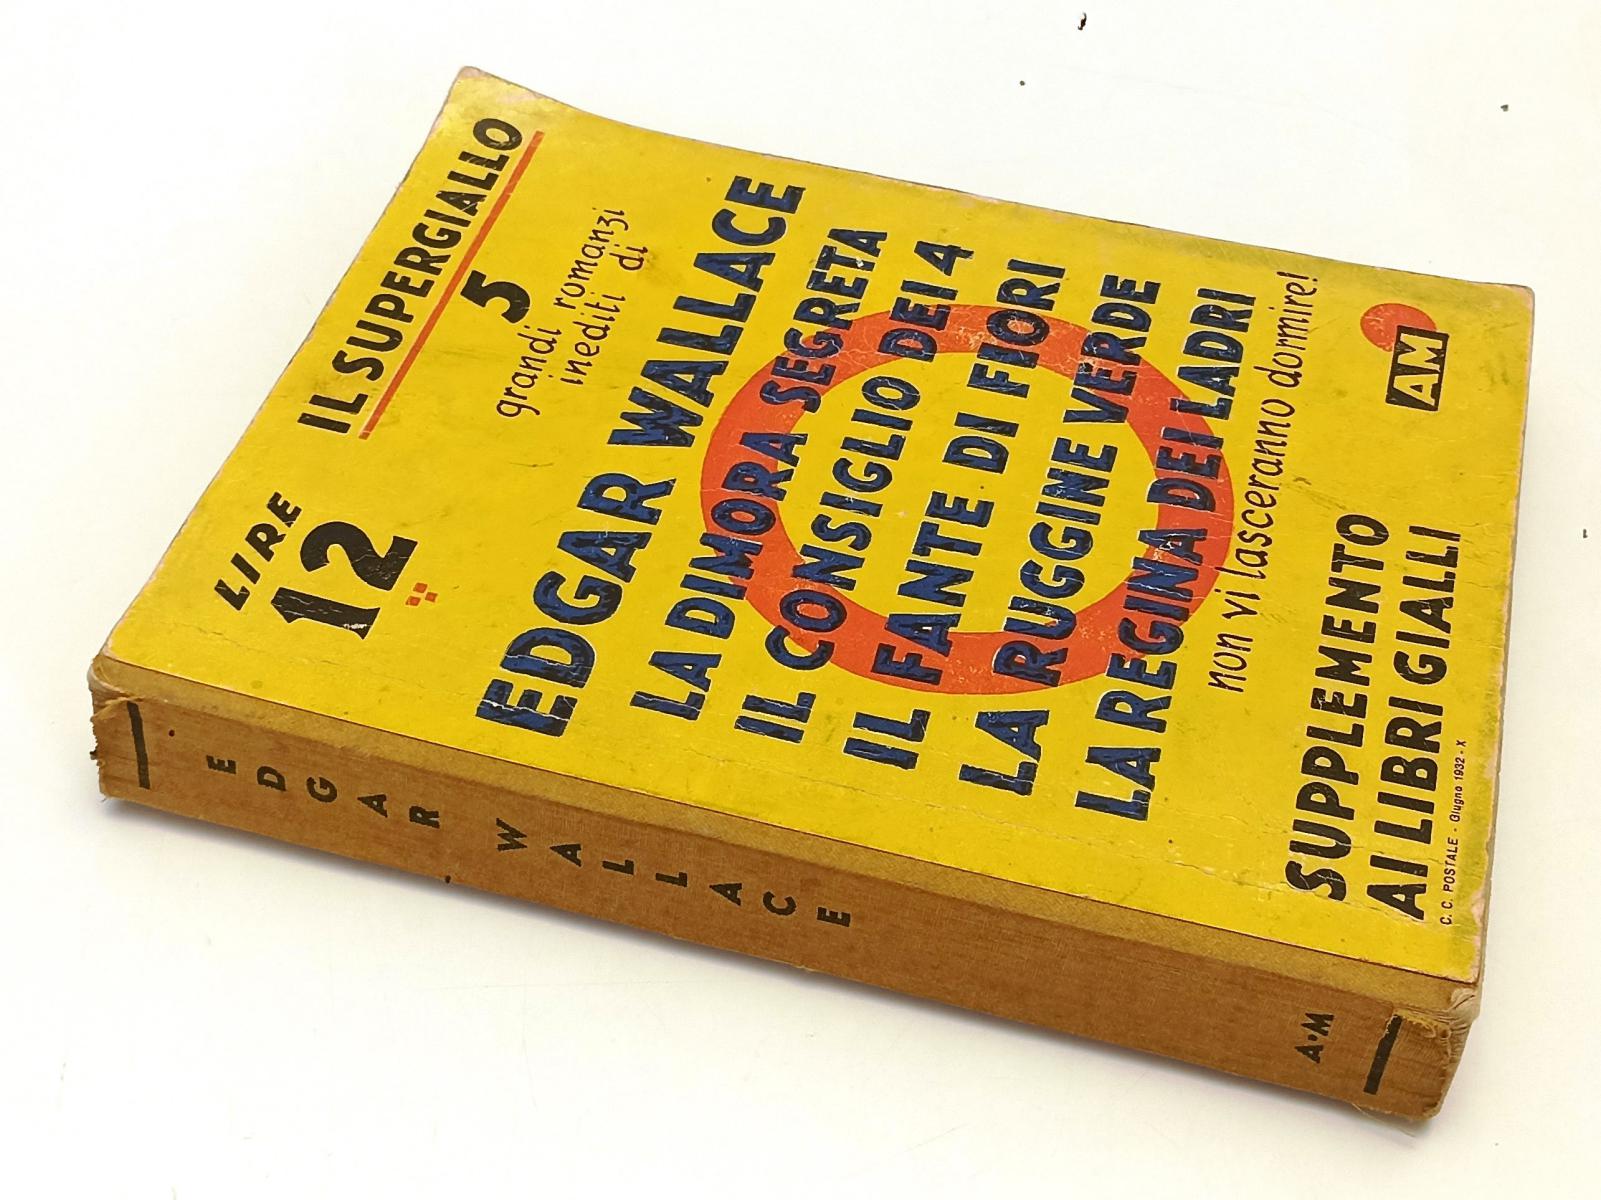 IL SUPERGIALLO
LIRE
12
5
grandi romanzi
inediti di
EDGAR WALLACE
LA DIMORA SEGRETA
IL CONSIGLIO DEI 4
IL FANTE DI FIORI
LA RUGGINE VERDE
LA REGINA DEI LADRI
non vi lasceranno dormire!
SUPPLEMENTO
AI LIBRI GIALLI
AM
C. C. POSTALE - Giugno 1932 - X
EDGAR WALLACE
A·M